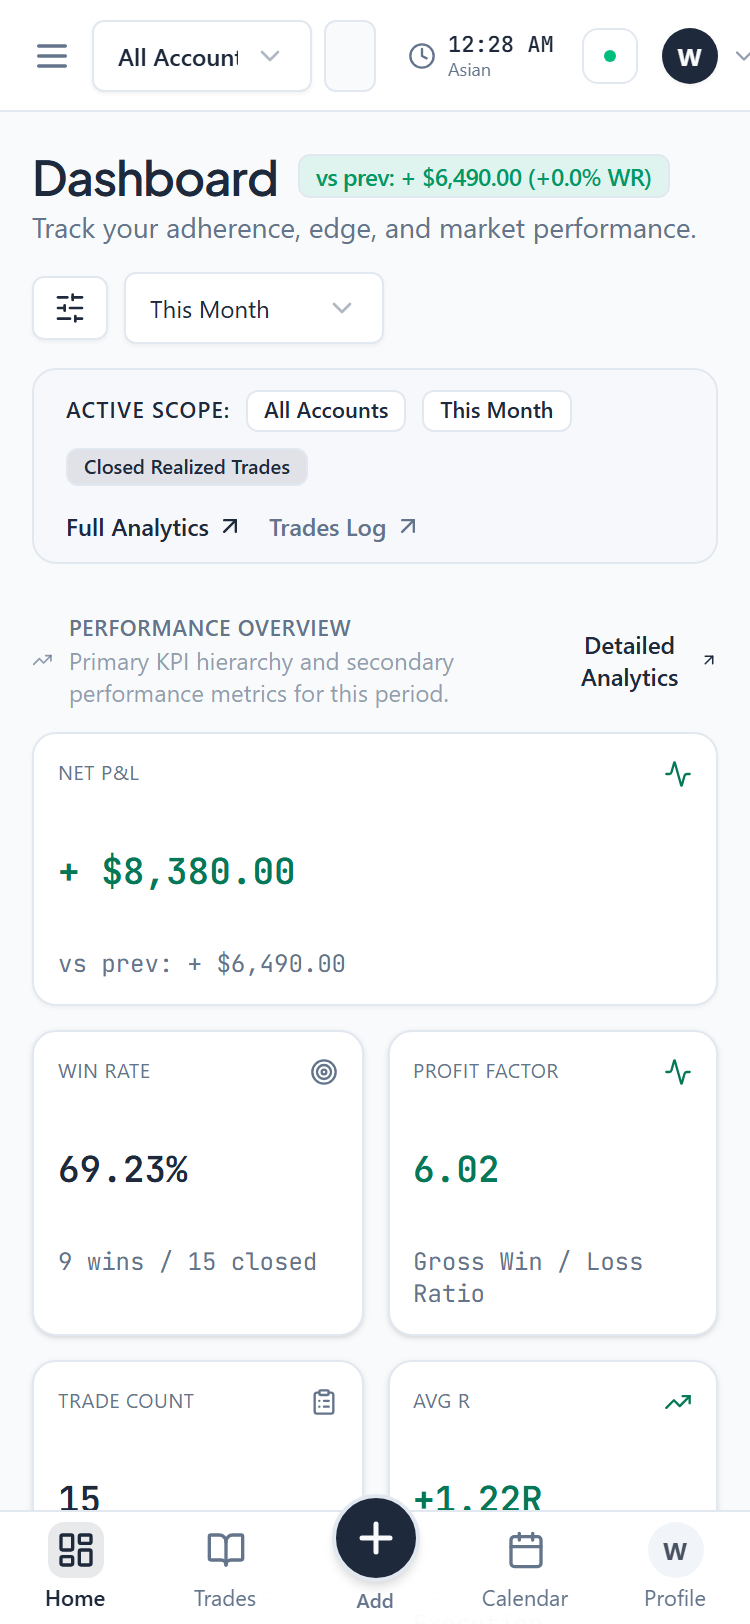 All Account
12:28 AM
Asian
W
Dashboard
vs prev: + $6,490.00 (+0.0% WR)
Track your adherence, edge, and market performance.
This Month
ACTIVE SCOPE:
All Accounts
This Month
Closed Realized Trades
Full Analytics
Trades Log
PERFORMANCE OVERVIEW
Primary KPI hierarchy and secondary
performance metrics for this period.
Detailed
Analytics
NET P&L
+ $8,380.00
vs prev: + $6,490.00
WIN RATE
69.23%
9 wins / 15 closed
PROFIT FACTOR
6.02
Gross Win / Loss
Ratio
TRADE COUNT
15
AVG R
+1.22R
Home
Trades
Add
Calendar
W
Profile